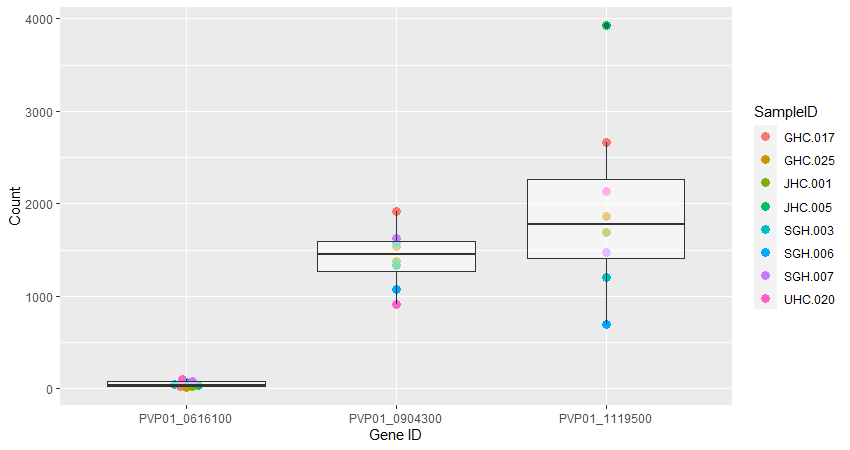 4000
3000
2000
1000
0
Count
PVP01_0616100
PVP01_0904300
PVP01_1119500
Gene ID
SampleID
GHC.017
GHC.025
JHC.001
JHC.005
SGH.003
SGH.006
SGH.007
UHC.020